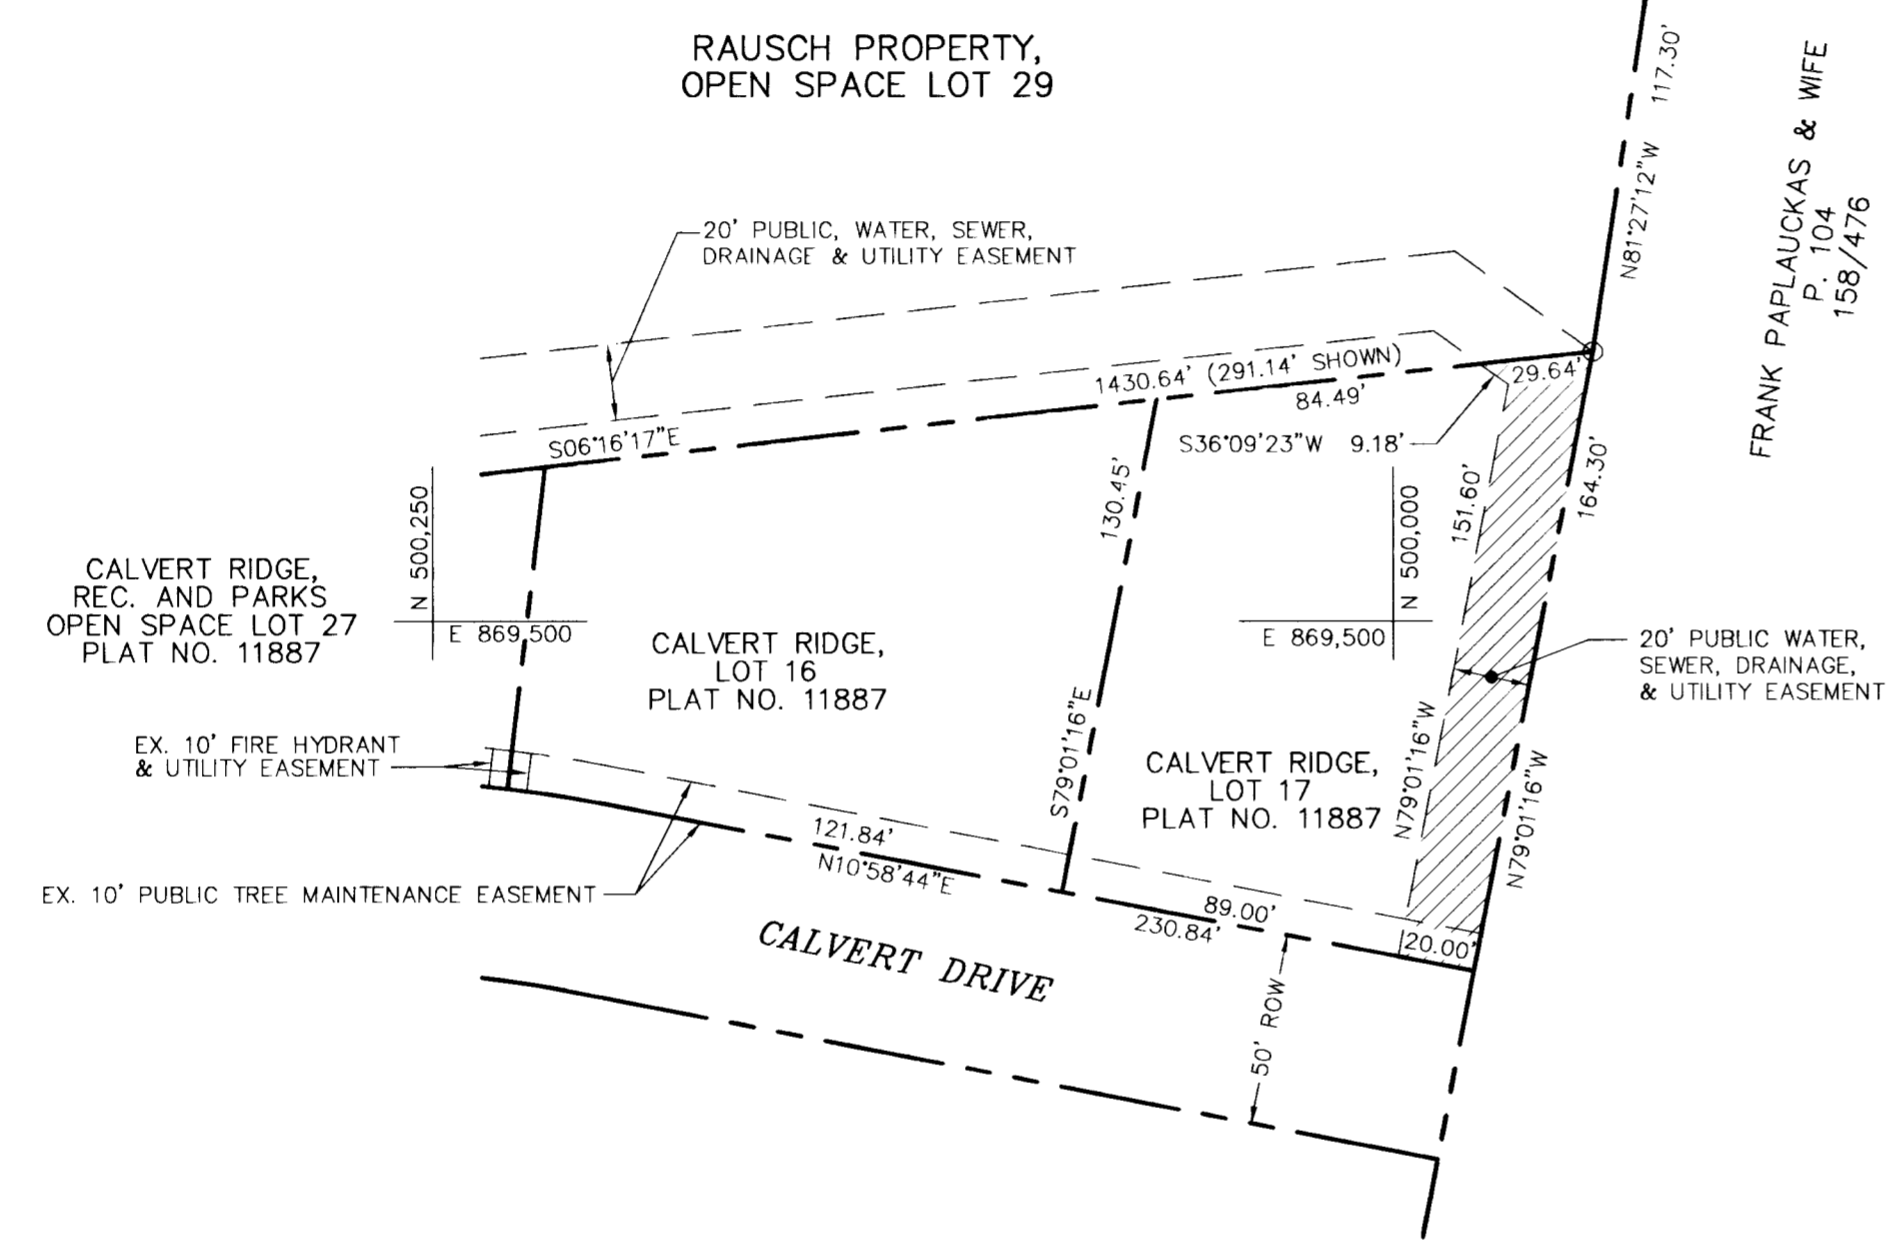 RAUSCH PROPERTY,
OPEN SPACE LOT 29
117.30'
N81°27'12"W
FRANK PAPLAUCKAS & WIFE
P. 104
158/476
20' PUBLIC, WATER, SEWER,
DRAINAGE & UTILITY EASEMENT
1430.64' (291.14' SHOWN)
84.49'
29.64'
S06°16'17"E
S36°09'23"W 9.18'
130.45'
151.60'
164.30'
N 500,250
E 869,500
N 500,000
E 869,500
CALVERT RIDGE,
REC. AND PARKS
OPEN SPACE LOT 27
PLAT NO. 11887
CALVERT RIDGE,
LOT 16
PLAT NO. 11887
20' PUBLIC WATER,
SEWER, DRAINAGE,
& UTILITY EASEMENT
S79°01'16"E
N79°01'16"W
N79°01'16"W
EX. 10' FIRE HYDRANT
& UTILITY EASEMENT
CALVERT RIDGE,
LOT 17
PLAT NO. 11887
121.84'
N10°58'44"E
EX. 10' PUBLIC TREE MAINTENANCE EASEMENT
89.00'
230.84'
20.00'
CALVERT DRIVE
50' ROW